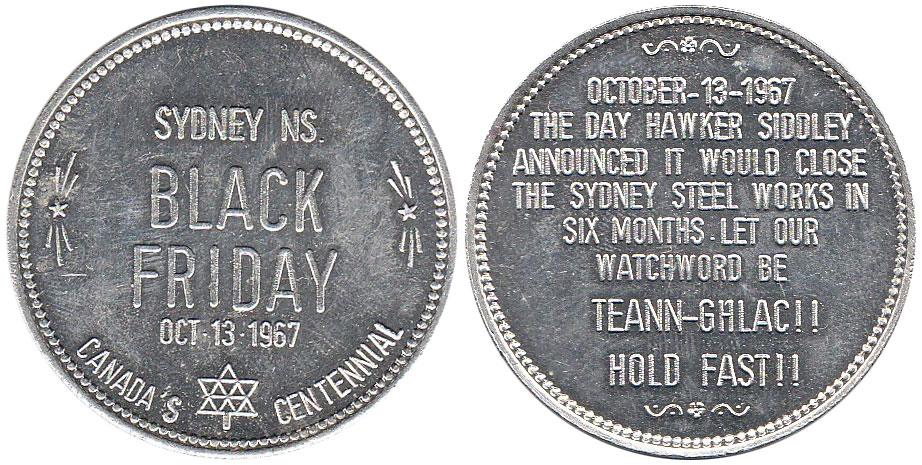 SYDNEY NS.
BLACK
FRIDAY
OCT·13·1967
CANADA'S CENTENNIAL
OCTOBER-13-1967
THE DAY HAWKER SIDDLEY
ANNOUNCED IT WOULD CLOSE
THE SYDNEY STEEL WORKS IN
SIX MONTHS. LET OUR
WATCHWORD BE
TEANN-GHLAC!!
HOLD FAST!!